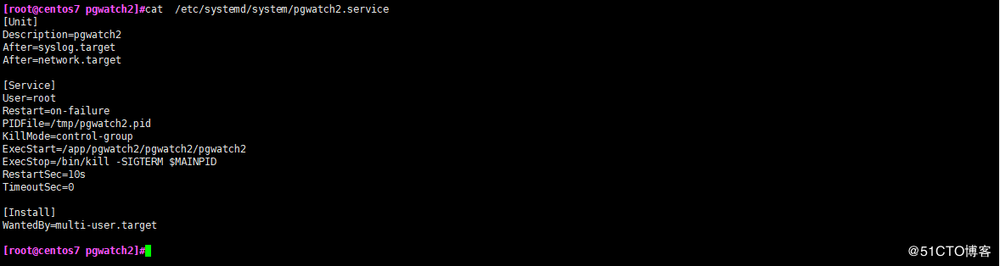 [root@centos7 pgwatch2]#cat  /etc/systemd/system/pgwatch2.service
[Unit]
Description=pgwatch2
After=syslog.target
After=network.target

[Service]
User=root
Restart=on-failure
PIDFile=/tmp/pgwatch2.pid
KillMode=control-group
ExecStart=/app/pgwatch2/pgwatch2/pgwatch2
ExecStop=/bin/kill -SIGTERM $MAINPID
RestartSec=10s
TimeoutSec=0

[Install]
WantedBy=multi-user.target

[root@centos7 pgwatch2]#
@51CTO博客